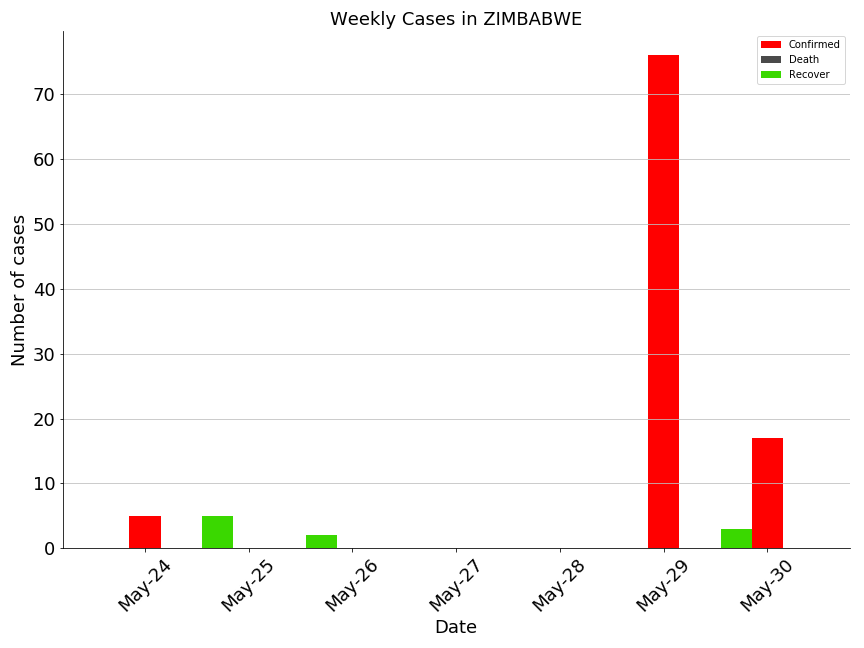 Weekly Cases in ZIMBABWE
Confirmed
Death
Recover
Number of cases
70
60
50
40
30
20
10
0
May-24
May-25
May-26
May-27
May-28
May-29
May-30
Date